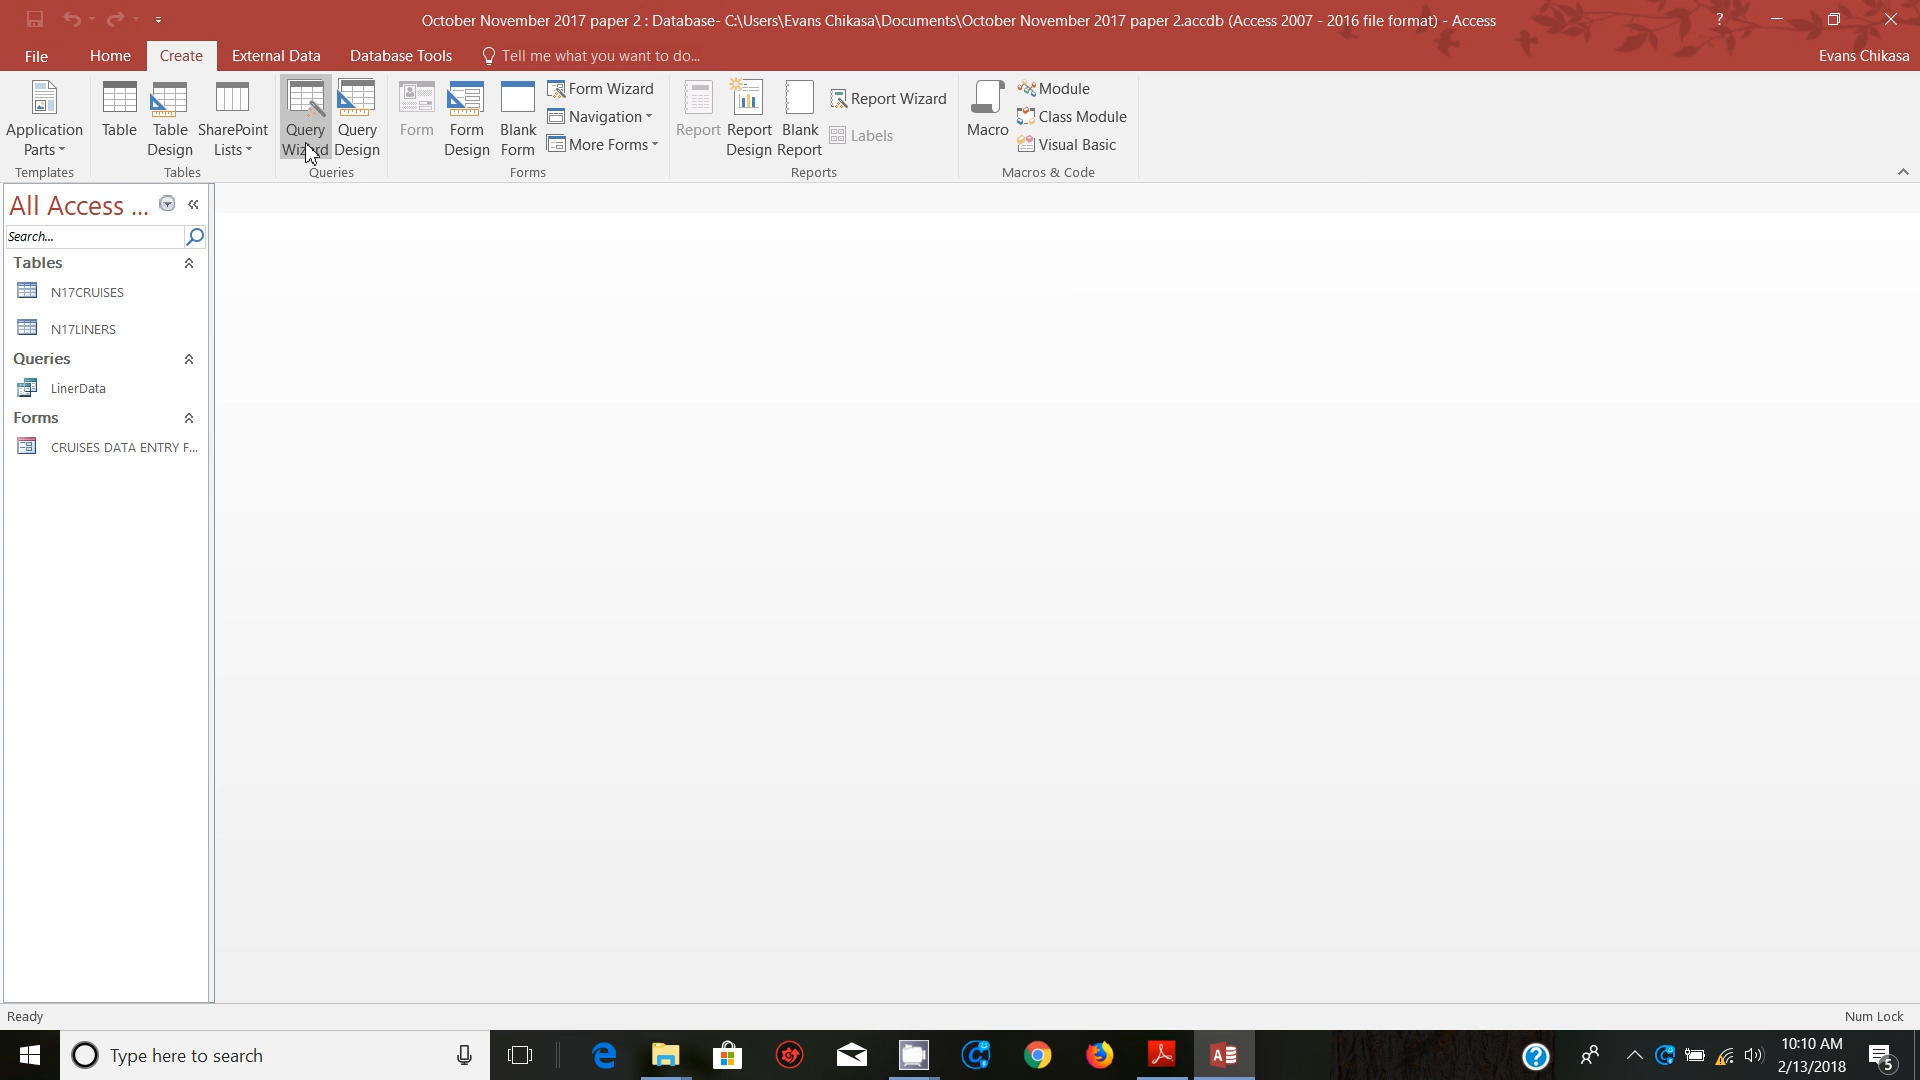 October November 2017 paper 2 : Database- C:\Users\Evans Chikasa\Documents\October November 2017 paper 2.accdb (Access 2007 - 2016 file format) - Access
?
File Home Create External Data Database Tools Tell me what you want to do... Evans Chikasa
Application Parts
Templates
Table
Table Design
SharePoint Lists
Tables
Query Wizard
Query Design
Queries
Form
Form Design
Blank Form
Form Wizard
Navigation
More Forms
Forms
Report
Report Design
Blank Report
Report Wizard
Labels
Reports
Macro
Module
Class Module
Visual Basic
Macros & Code
All Access ...
Search...
Tables
N17CRUISES
N17LINERS
Queries
LinerData
Forms
CRUISES DATA ENTRY F...
Ready
Num Lock
Type here to search
10:10 AM
2/13/2018
5